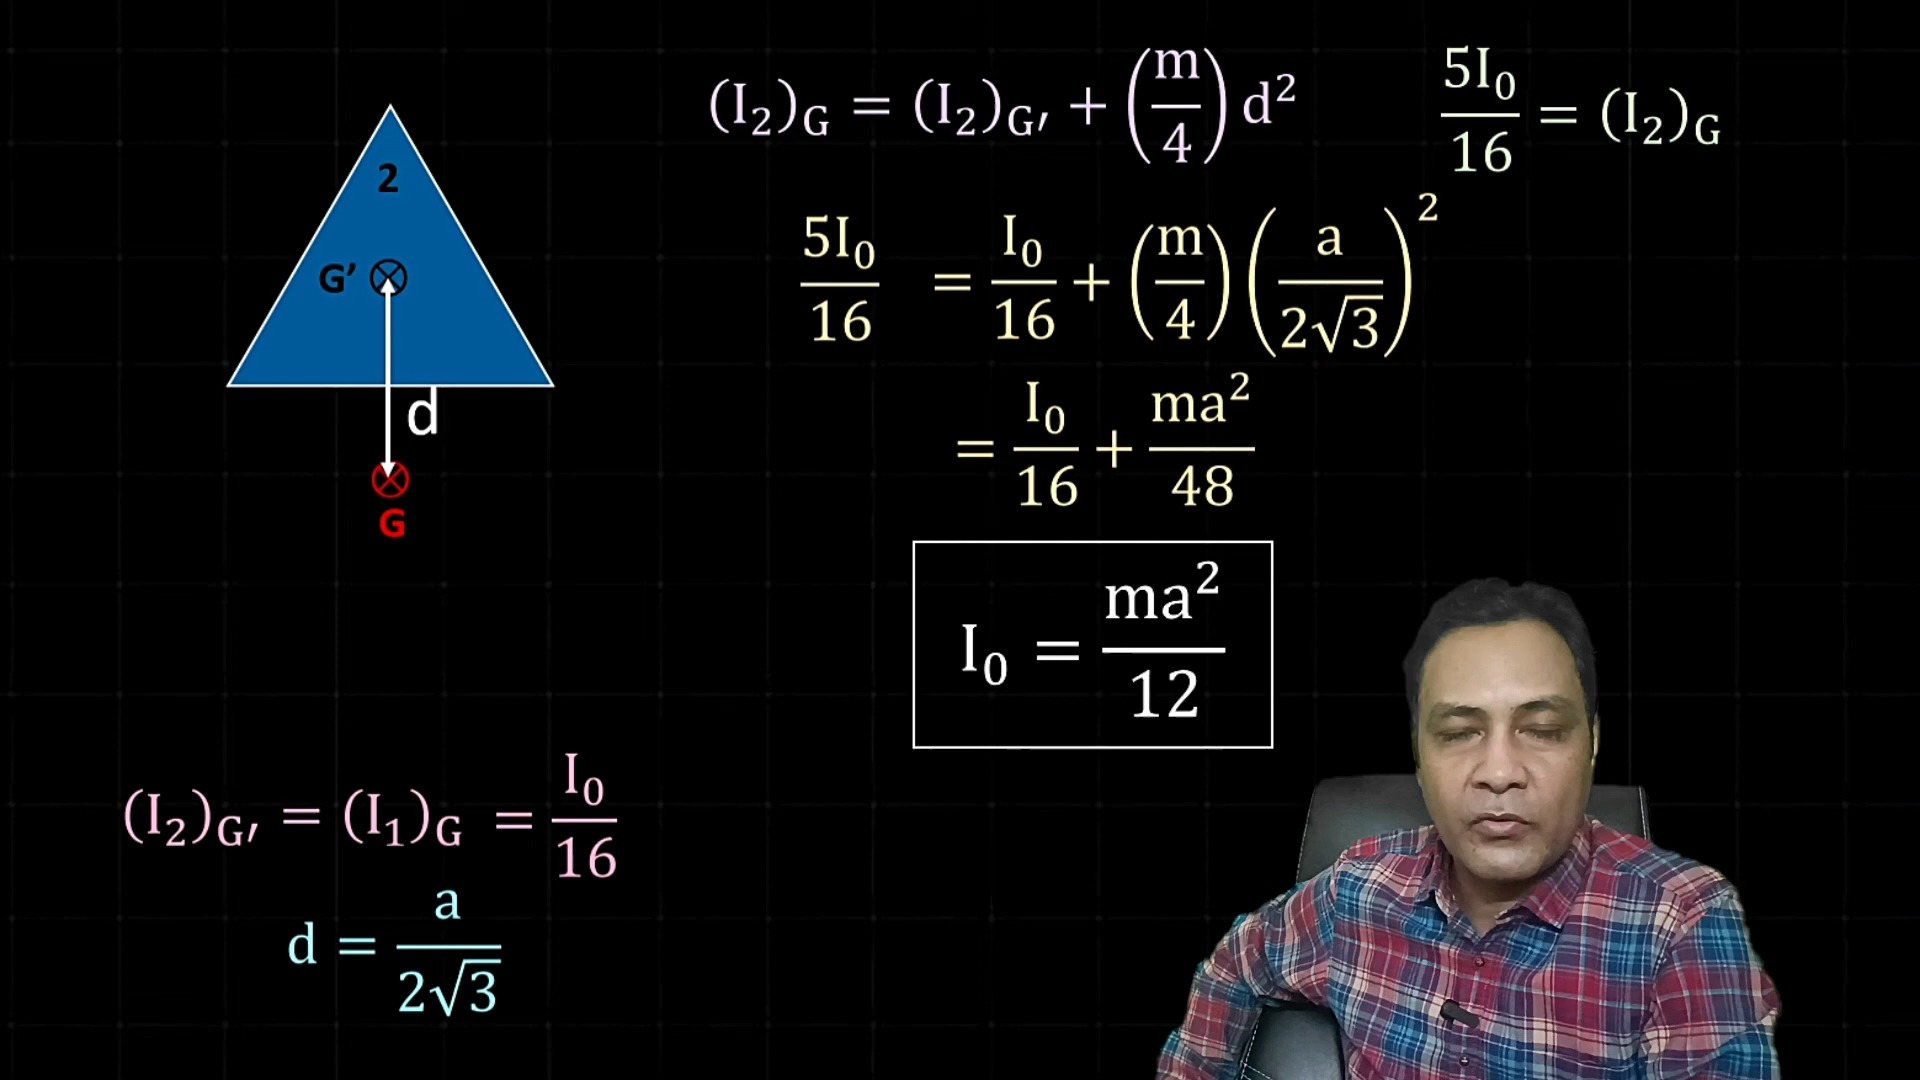 2
G’
d
G
(I₂)G = (I₂)G′ + (m/4) d²
5I₀/16 = (I₂)G
5I₀/16 = I₀/16 + (m/4) (a/2√3)²
= I₀/16 + ma²/48
I₀ = ma²/12
(I₂)G′ = (I₁)G = I₀/16
d = a/2√3